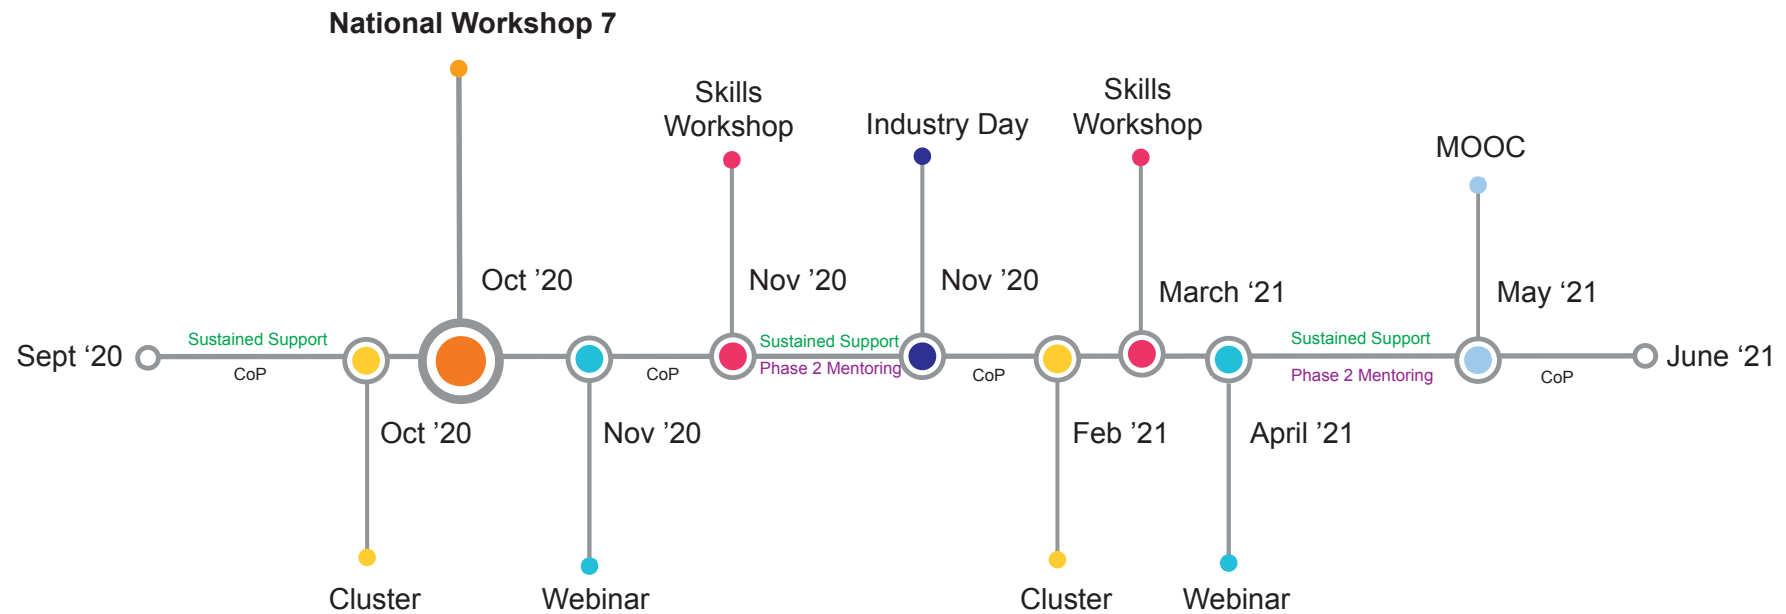 National Workshop 7
Skills
Workshop
Industry Day
Skills
Workshop
MOOC
Oct ’20
Nov ’20
Nov ’20
March ‘21
May ‘21
Sept ‘20
Sustained Support
CoP
CoP
Sustained Support
Phase 2 Mentoring
CoP
Sustained Support
Phase 2 Mentoring
CoP
June ‘21
Oct ’20
Nov ’20
Feb ’21
April ’21
Cluster
Webinar
Cluster
Webinar